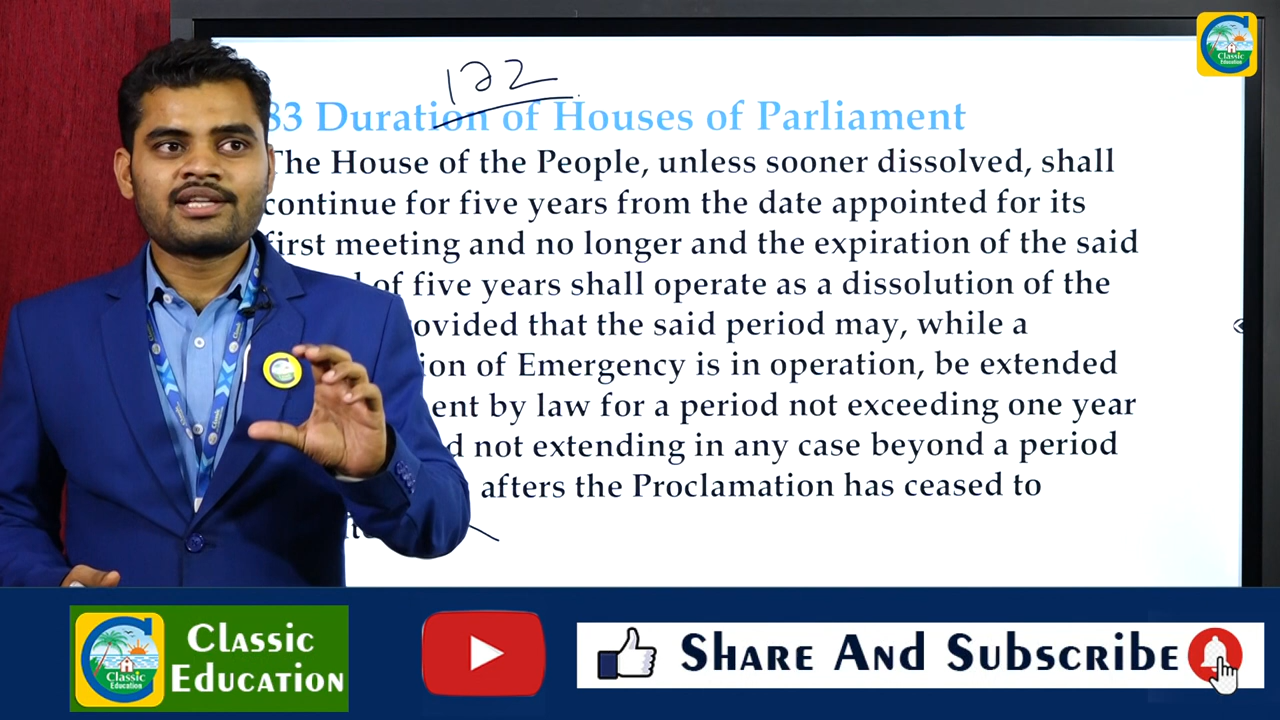 Classic
Education
172
83 Duration of Houses of Parliament
The House of the People, unless sooner dissolved, shall
continue for five years from the date appointed for its
first meeting and no longer and the expiration of the said
of five years shall operate as a dissolution of the
provided that the said period may, while a
ion of Emergency is in operation, be extended
ent by law for a period not exceeding one year
d not extending in any case beyond a period
afters the Proclamation has ceased to
Classic
Education
Classic
Education
Share And Subscribe